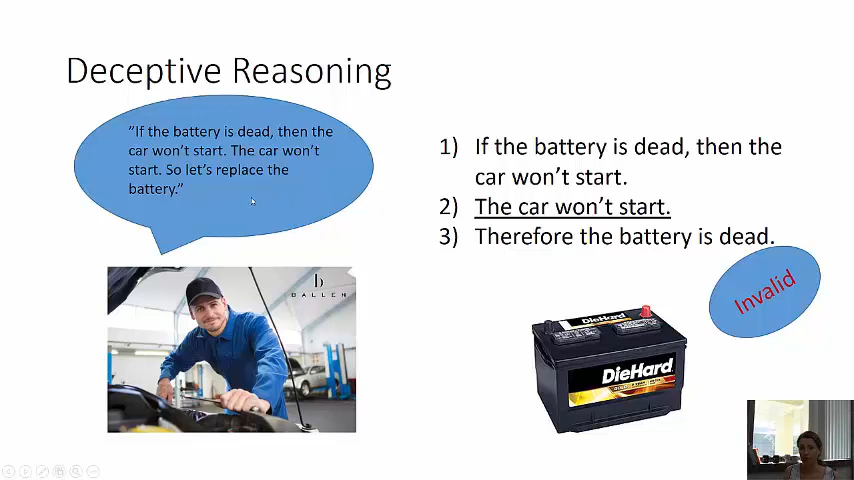 Deceptive Reasoning
”If the battery is dead, then the
car won’t start. The car won’t
start. So let’s replace the
battery.”
1) If the battery is dead, then the
car won’t start.
2) The car won’t start.
3) Therefore the battery is dead.
Invalid
b
BALLEH
DieHard
DieHard